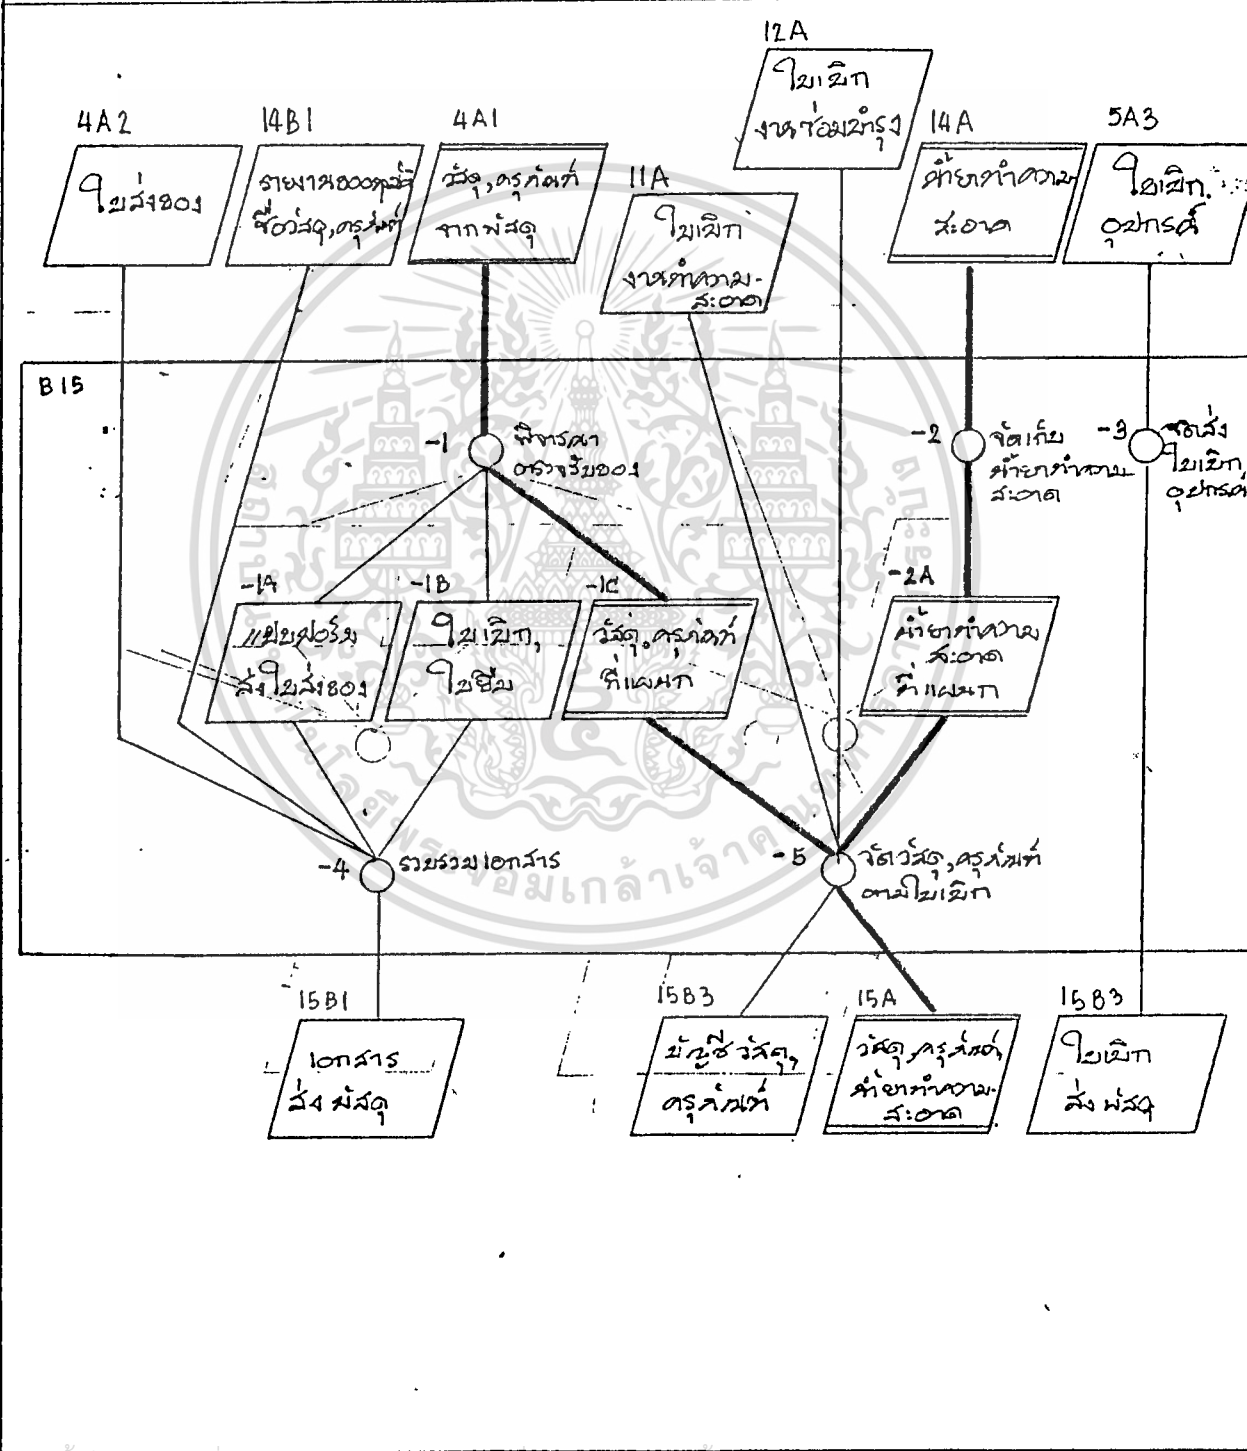 12A
ใบเบิก
งานซ่อมบำรุง
4A2
ใบส่งของ
14B1
รายงานขออนุมัติ
ซื้อวัสดุ,ครุภัณฑ์
4A1
วัสดุ,ครุภัณฑ์
จากพัสดุ
11A
ใบเบิก
งานทำความ-
สะอาด
14A
น้ำยาทำความ-
สะอาด
5A3
ใบเบิก,
อุปกรณ์
B15
-1
พิจารณา
ตรวจรับของ
-2
จัดเก็บ
น้ำยาทำความ-
สะอาด
-3
จัดส่ง
ใบเบิก,
อุปกรณ์
-1A
แบบฟอร์ม
ส่งใบส่งของ
-1B
ใบเบิก,
ใบยืม
-1C
วัสดุ,ครุภัณฑ์
ที่แผนก
-2A
น้ำยาทำความ
สะอาด
ที่แผนก
-4
รวบรวมเอกสาร
-5
จัดวัสดุ,ครุภัณฑ์
ตามใบเบิก
15B1
เอกสาร
ส่งพัสดุ
15B3
บัญชีวัสดุ,
ครุภัณฑ์
15A
วัสดุ,ครุภัณฑ์,
น้ำยาทำความ-
สะอาด
15B3
ใบเบิก
ส่งพัสดุ